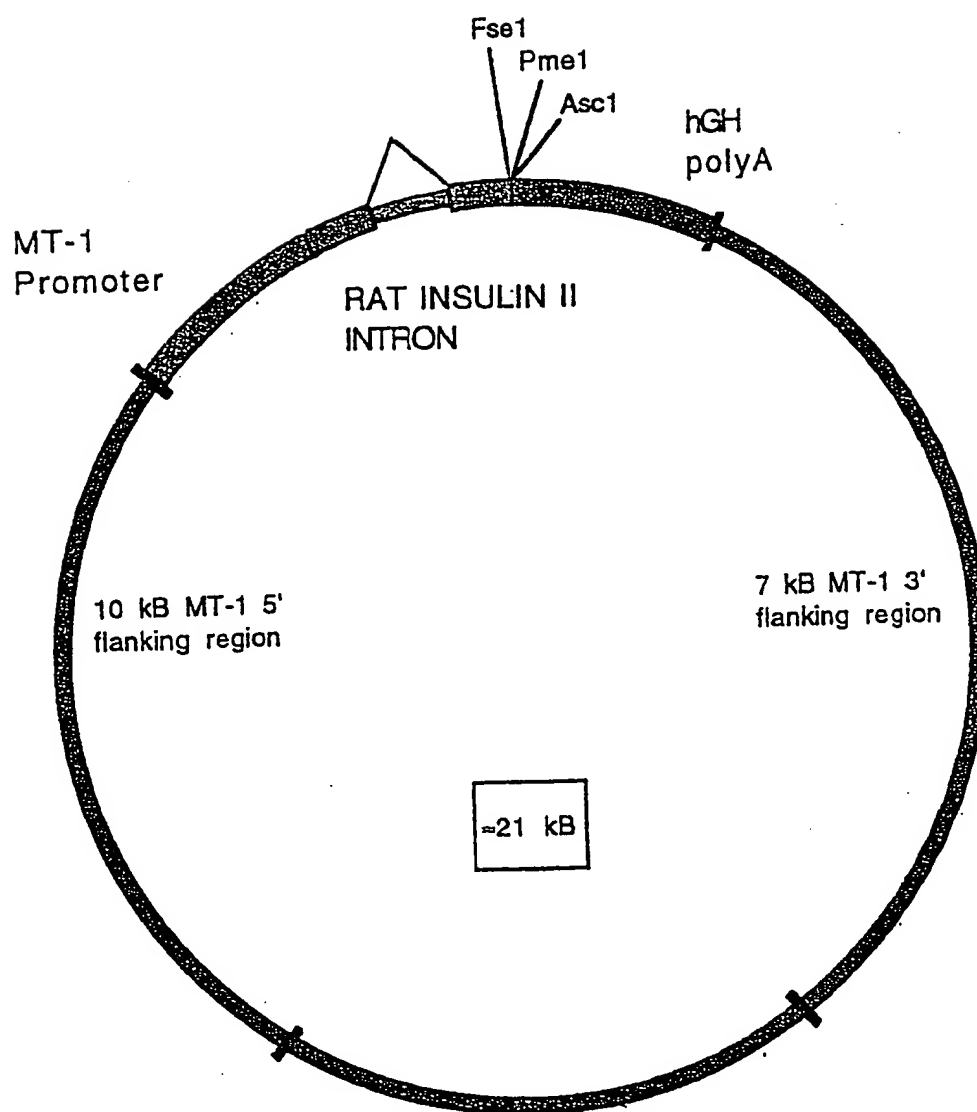 Fse1
Pme1
Asc1
hGH
polyA
MT-1
Promoter
RAT INSULIN II
INTRON
10 kB MT-1 5'
flanking region
7 kB MT-1 3'
flanking region
≈21 kB